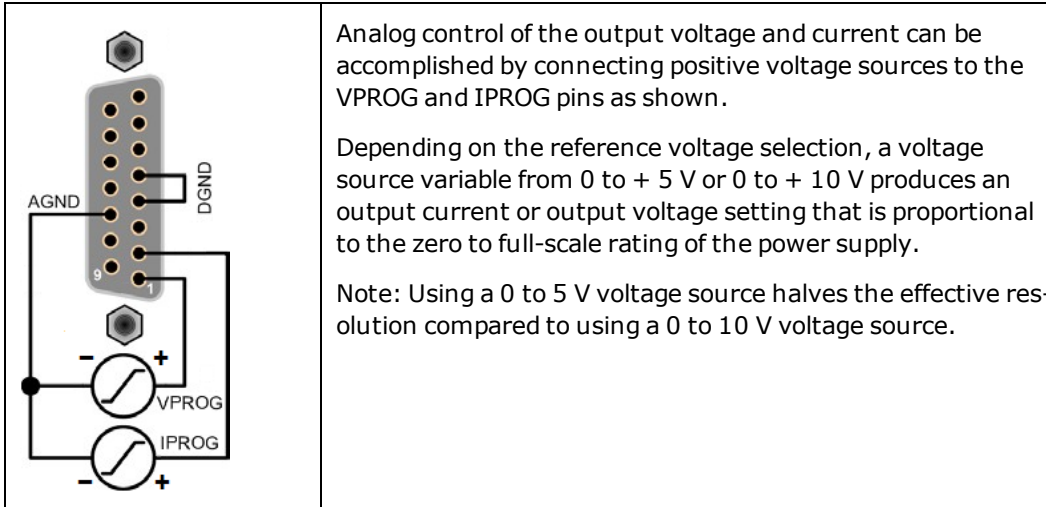 AGND
DGND
9
1
VPROG
IPROG
- +
- +
Analog control of the output voltage and current can be
accomplished by connecting positive voltage sources to the
VPROG and IPROG pins as shown.
Depending on the reference voltage selection, a voltage
source variable from 0 to + 5 V or 0 to + 10 V produces an
output current or output voltage setting that is proportional
to the zero to full-scale rating of the power supply.
Note: Using a 0 to 5 V voltage source halves the effective res-
olution compared to using a 0 to 10 V voltage source.